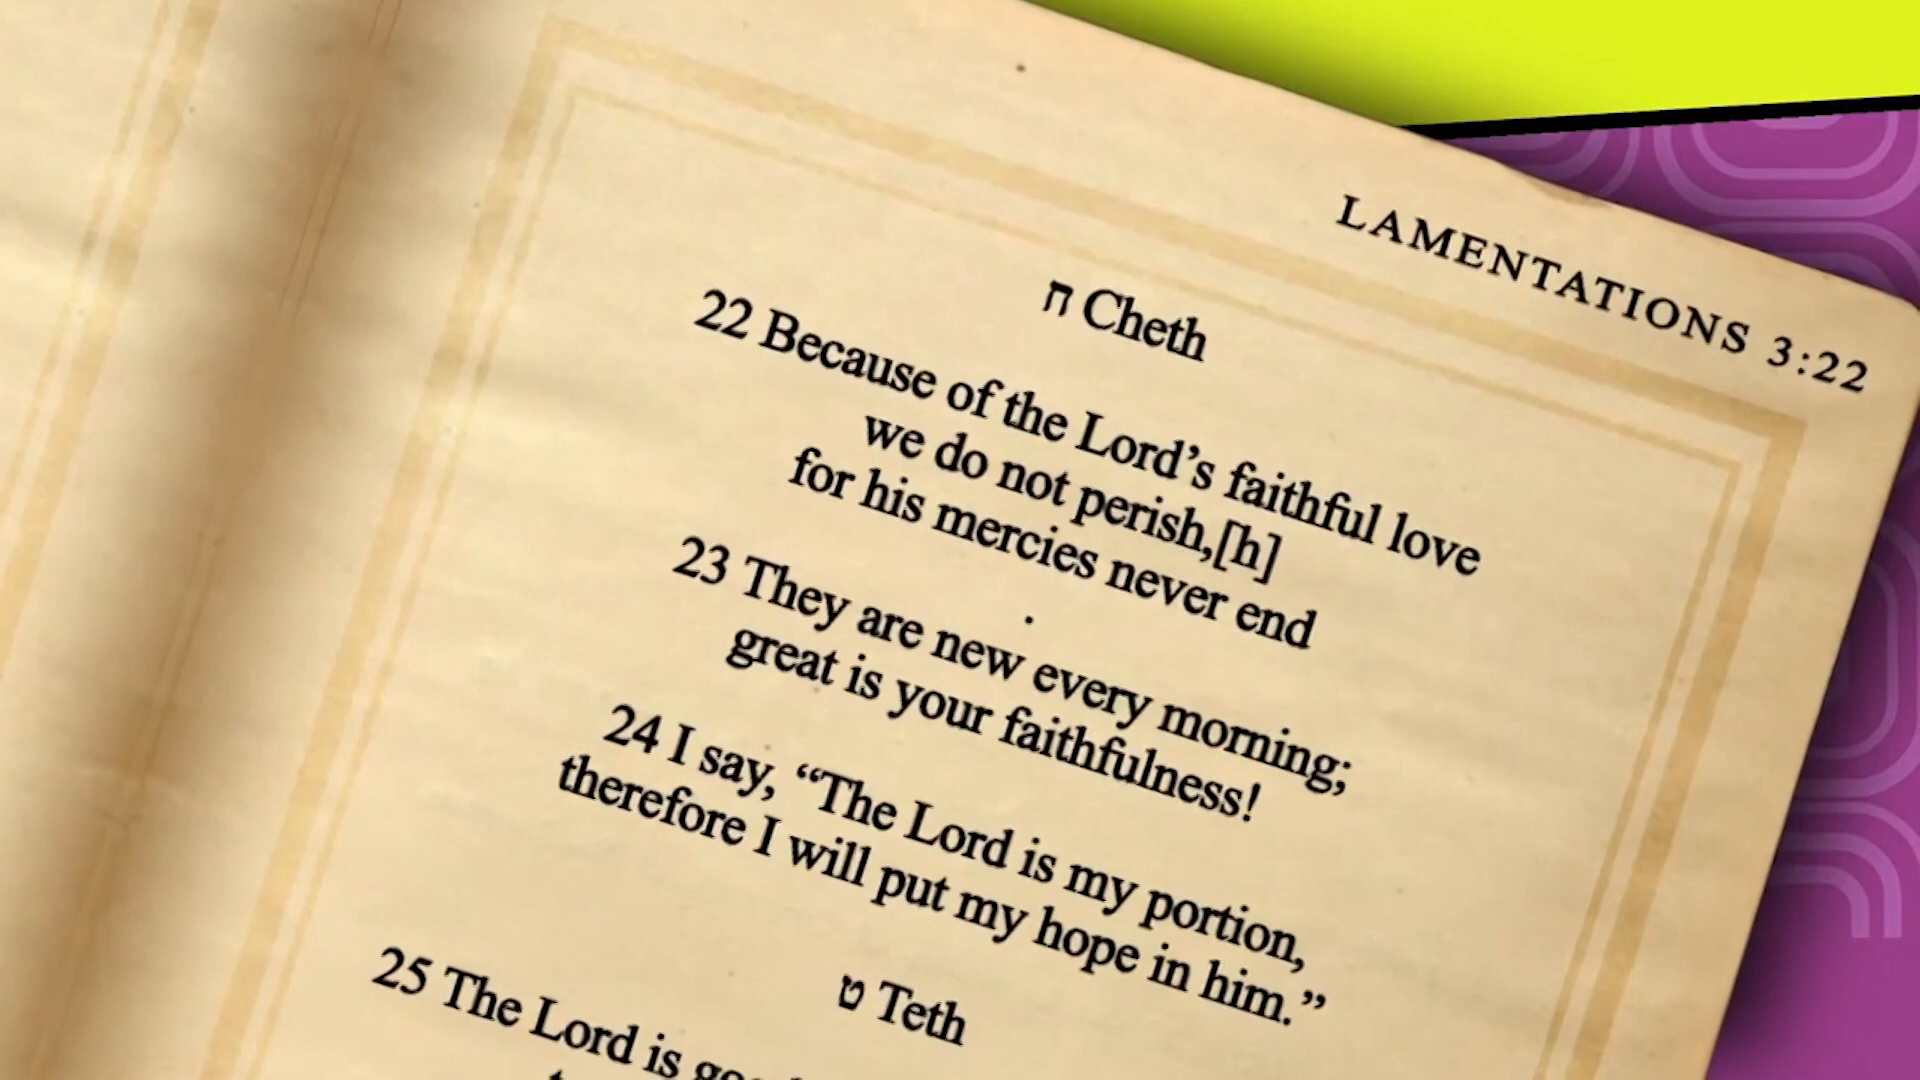 LAMENTATIONS 3:22
ח Cheth
22 Because of the Lord’s faithful love
we do not perish,[h]
for his mercies never end
.
23 They are new every morning;
great is your faithfulness!
24 I say, “The Lord is my portion,
therefore I will put my hope in him.”
ט Teth
25 The Lord is